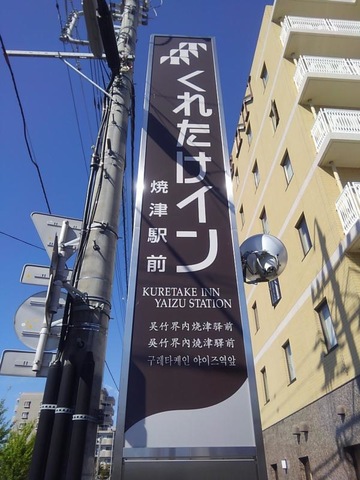 くれたけイン
焼津駅前
KURETAKE INN
YAIZU STATION
吴竹界内焼津驿前
吳竹界內燒津驛前
구레타케인 야이즈역앞